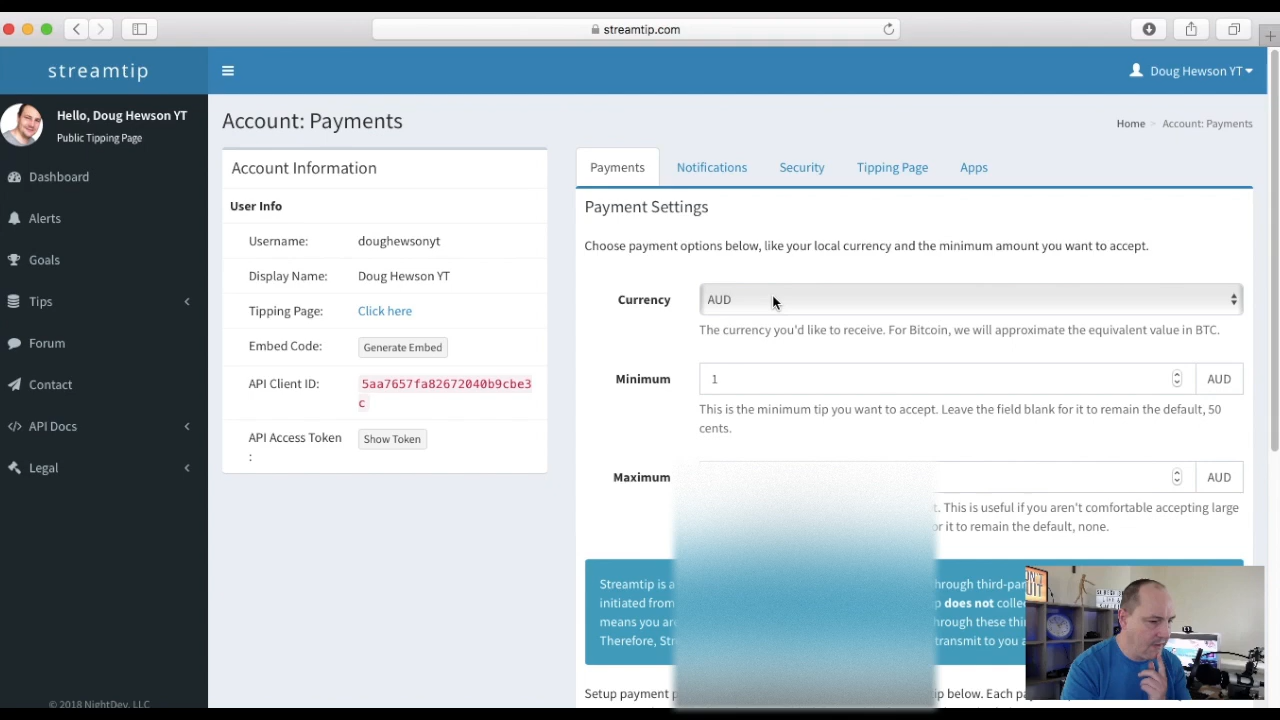 streamtip.com
streamtip
Doug Hewson YT
Hello, Doug Hewson YT
Public Tipping Page
Dashboard
Alerts
Goals
Tips
Forum
Contact
API Docs
Legal
© 2018 NightDev, LLC
Account: Payments
Home > Account: Payments
Account Information
User Info
Username: doughewsonyt
Display Name: Doug Hewson YT
Tipping Page: Click here
Embed Code: Generate Embed
API Client ID: 5aa7657fa82672040b9cbe3
c
API Access Token Show Token
:
Payments Notifications Security Tipping Page Apps
Payment Settings
Choose payment options below, like your local currency and the minimum amount you want to accept.
Currency AUD
The currency you'd like to receive. For Bitcoin, we will approximate the equivalent value in BTC.
Minimum 1 AUD
This is the minimum tip you want to accept. Leave the field blank for it to remain the default, 50
cents.
Maximum AUD
t. This is useful if you aren't comfortable accepting large
or it to remain the default, none.
Streamtip is a hrough third-par
initiated from p does not collec
means you are hrough these thi
Therefore, Str transmit to you a
Setup payment p ip below. Each pa